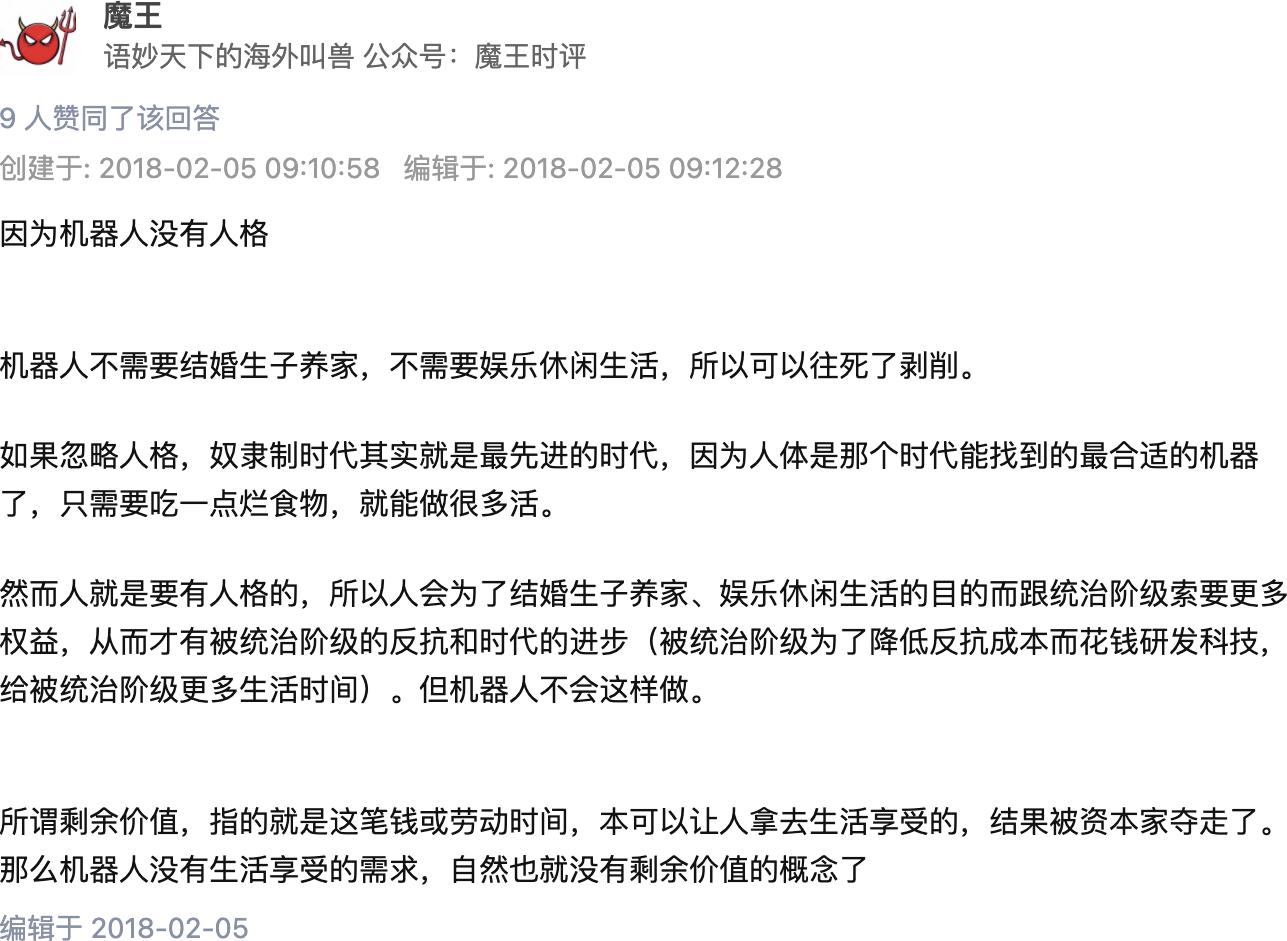 魔王
语妙天下的海外叫兽 公众号：魔王时评
9 人赞同了该回答
创建于: 2018-02-05 09:10:58 编辑于: 2018-02-05 09:12:28
因为机器人没有人格
机器人不需要结婚生子养家，不需要娱乐休闲生活，所以可以往死了剥削。
如果忽略人格，奴隶制时代其实就是最先进的时代，因为人体是那个时代能找到的最合适的机器
了，只需要吃一点烂食物，就能做很多活。
然而人就是要有人格的，所以人会为了结婚生子养家、娱乐休闲生活的目的而跟统治阶级索要更多
权益，从而才有被统治阶级的反抗和时代的进步（被统治阶级为了降低反抗成本而花钱研发科技，
给被统治阶级更多生活时间）。但机器人不会这样做。
所谓剩余价值，指的就是这笔钱或劳动时间，本可以让人拿去生活享受的，结果被资本家夺走了。
那么机器人没有生活享受的需求，自然也就没有剩余价值的概念了
编辑于 2018-02-05